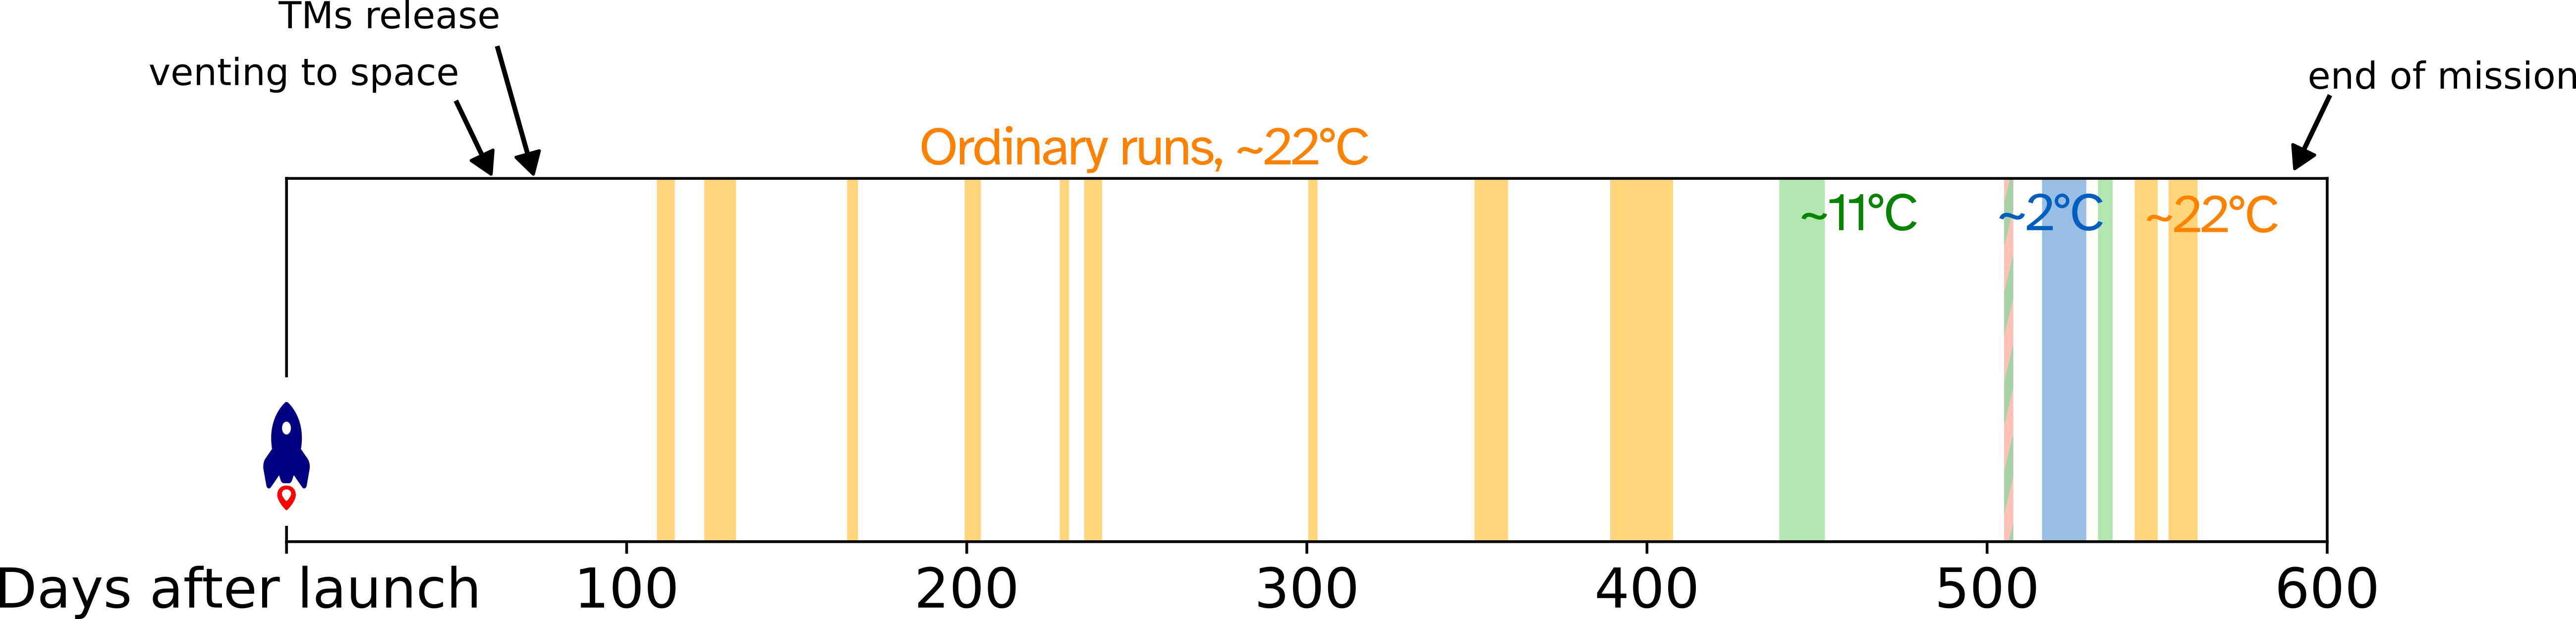 TMs release
venting to space
end of mission
Ordinary runs, ~22°C
~11°C
~2°C
~22°C
Days after launch
100
200
300
400
500
600